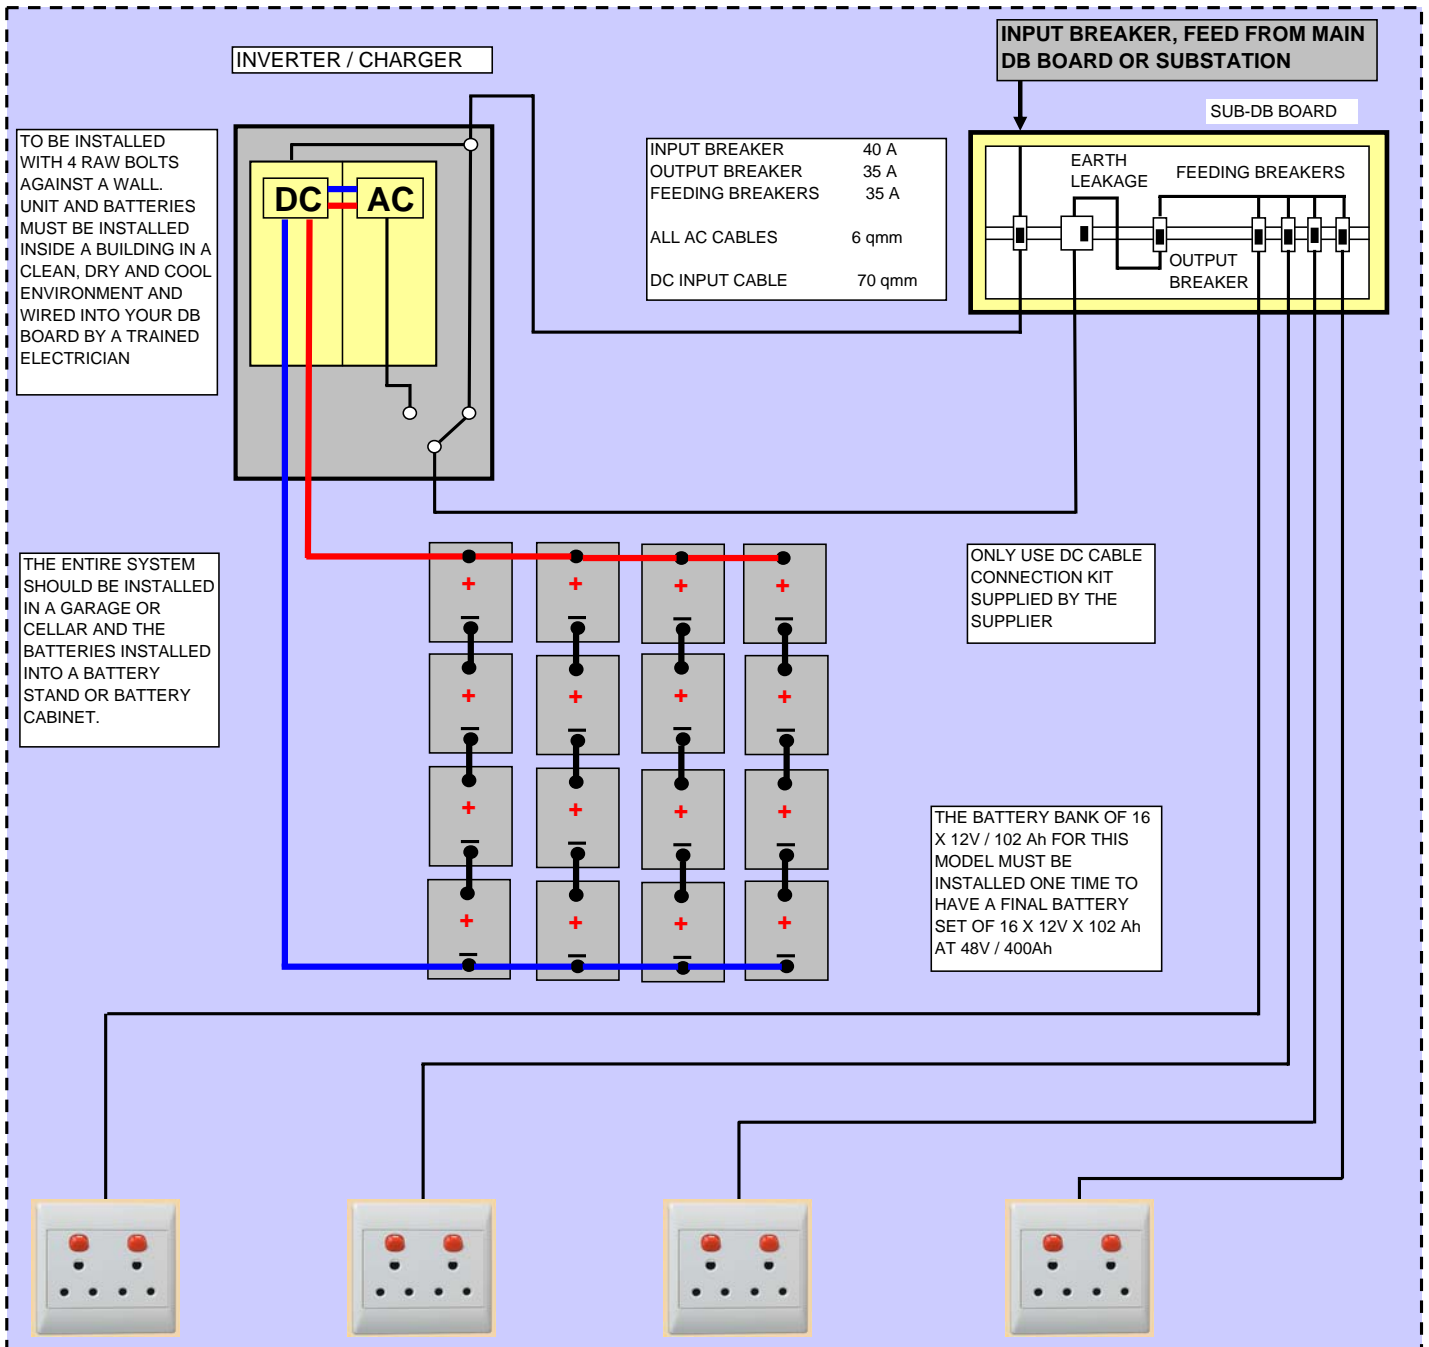 INPUT BREAKER, FEED FROM MAIN
DB BOARD OR SUBSTATION
INVERTER / CHARGER
SUB-DB BOARD
TO BE INSTALLED
WITH 4 RAW BOLTS
AGAINST A WALL.
UNIT AND BATTERIES
MUST BE INSTALLED
INSIDE A BUILDING IN A
CLEAN, DRY AND COOL
ENVIRONMENT AND
WIRED INTO YOUR DB
BOARD BY A TRAINED
ELECTRICIAN
DC
AC
INPUT BREAKER 40 A
OUTPUT BREAKER 35 A
FEEDING BREAKERS 35 A
ALL AC CABLES 6 qmm
DC INPUT CABLE 70 qmm
EARTH
LEAKAGE
FEEDING BREAKERS
OUTPUT
BREAKER
THE ENTIRE SYSTEM
SHOULD BE INSTALLED
IN A GARAGE OR
CELLAR AND THE
BATTERIES INSTALLED
INTO A BATTERY
STAND OR BATTERY
CABINET.
+ + + +
– – – –
+ + + +
– – – –
+ + + +
– – – –
+ + + +
– – – –
ONLY USE DC CABLE
CONNECTION KIT
SUPPLIED BY THE
SUPPLIER
THE BATTERY BANK OF 16
X 12V / 102 Ah FOR THIS
MODEL MUST BE
INSTALLED ONE TIME TO
HAVE A FINAL BATTERY
SET OF 16 X 12V X 102 Ah
AT 48V / 400Ah